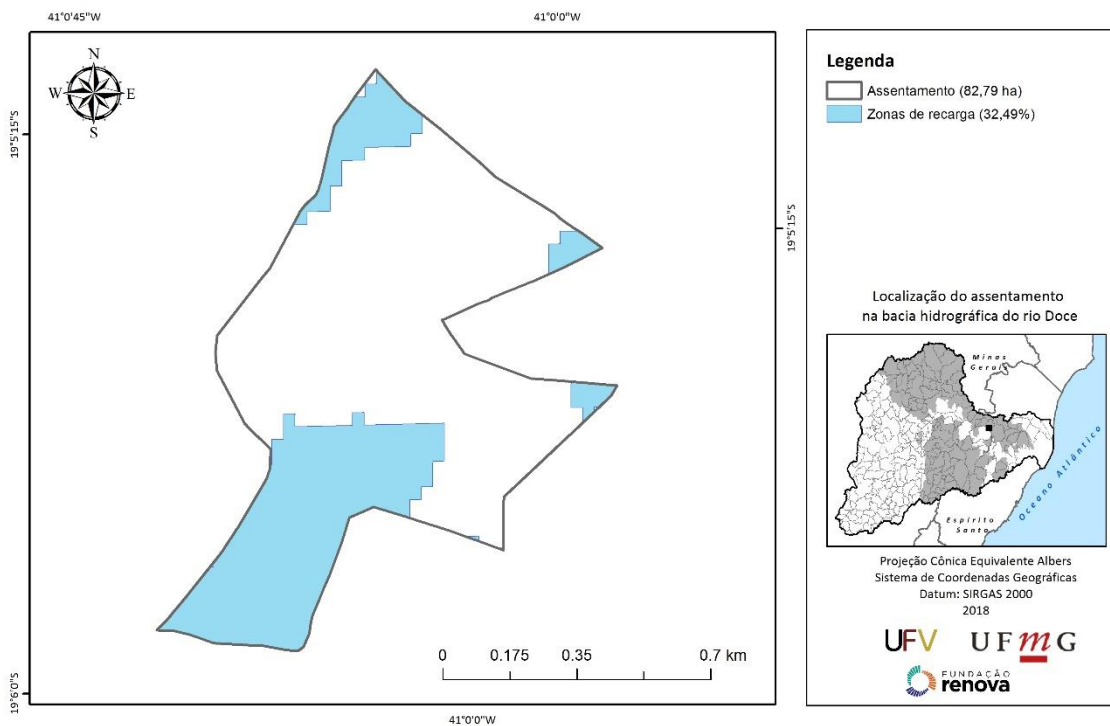 41°0'45"W
41°0'0"W
N
W
E
S
19°5'15"S
19°5'15"S
19°6'0"S
41°0'0"W
0 0.175 0.35 0.7 km
Legenda
Assentamento (82,79 ha)
Zonas de recarga (32,49%)
Localização do assentamento
na bacia hidrográfica do rio Doce
Minas
Gerais
Espírito
Santo
Oceano Atlântico
Projeção Cônica Equivalente Albers
Sistema de Coordenadas Geográficas
Datum: SIRGAS 2000
2018
UFV
UFmG
FUNDAÇÃO
renova